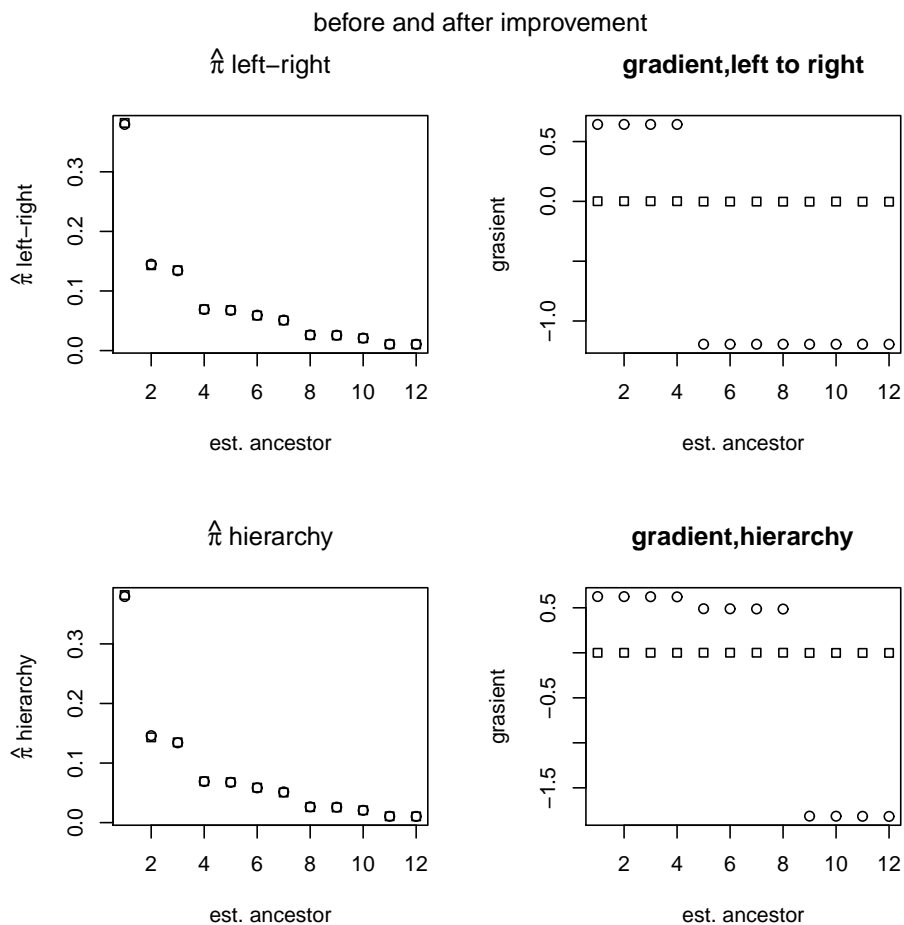 before and after improvement
π̂ left−right
gradient,left to right
π̂ left−right
0.0 0.1 0.2 0.3
2 4 6 8 10 12
est. ancestor
grasient
−1.0 0.0 0.5
2 4 6 8 10 12
est. ancestor
π̂ hierarchy
gradient,hierarchy
π̂ hierarchy
0.0 0.1 0.2 0.3
2 4 6 8 10 12
est. ancestor
grasient
−1.5 −0.5 0.5
2 4 6 8 10 12
est. ancestor